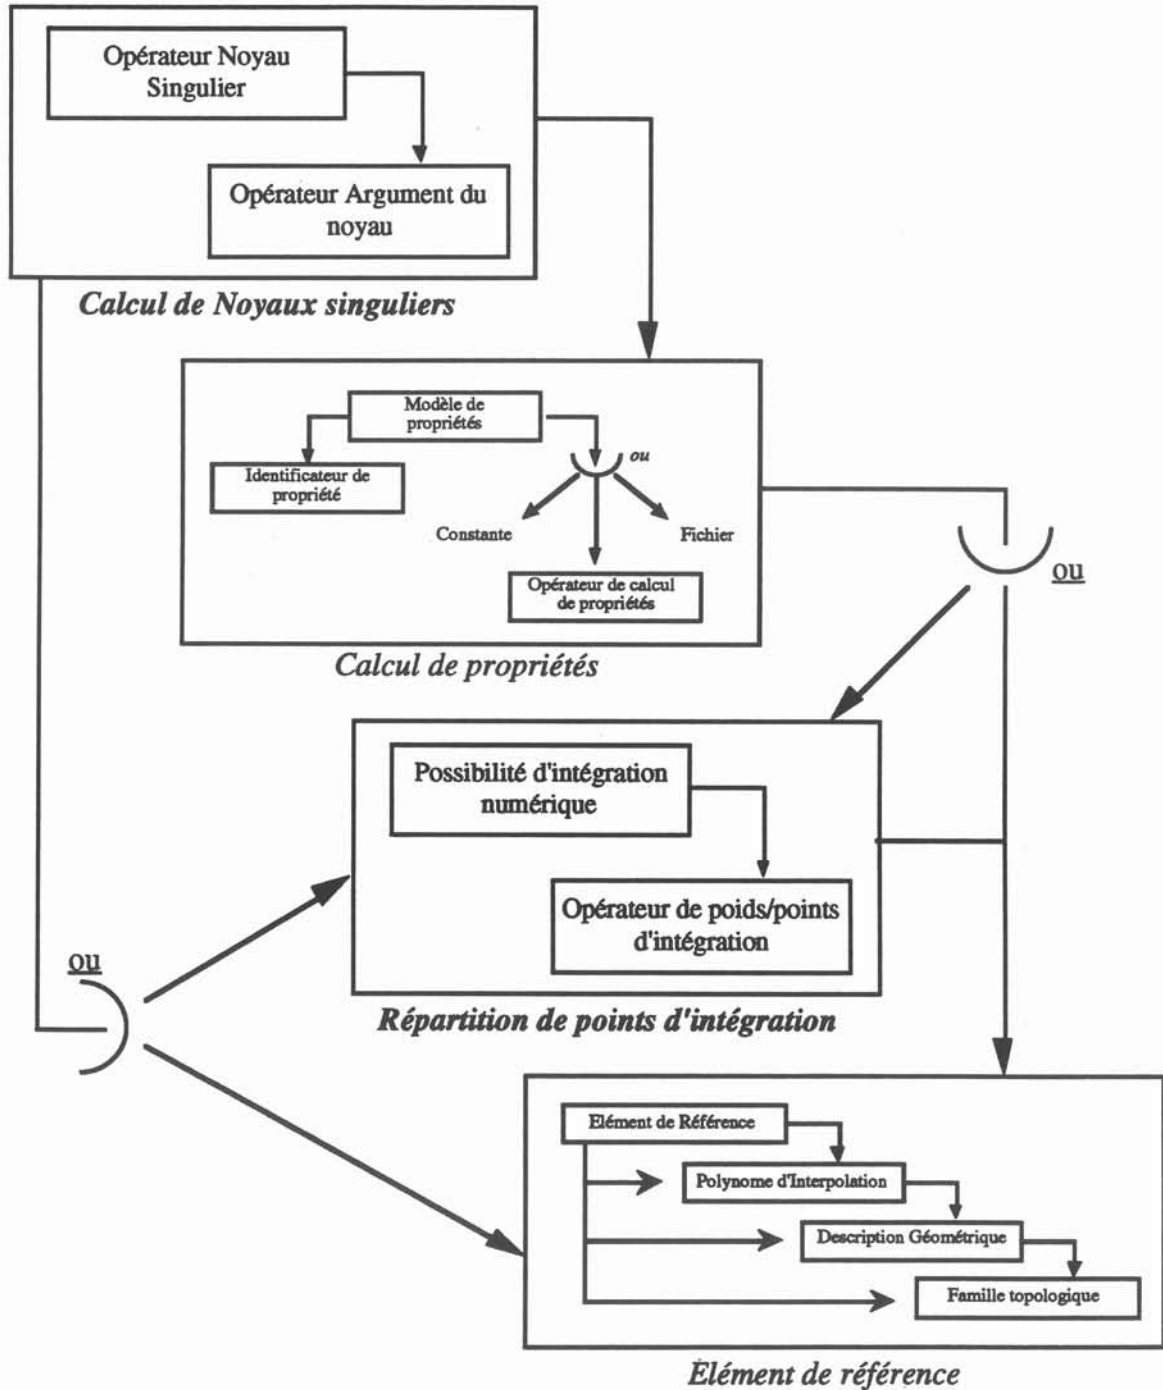 Opérateur Noyau
Singulier
Opérateur Argument du
noyau
Calcul de Noyaux singuliers
Modèle de
propriétés
Identificateur de
propriété
ou
Constante
Fichier
Opérateur de calcul
de propriétés
ou
Calcul de propriétés
Possibilité d'intégration
numérique
Opérateur de poids/points
d'intégration
ou
Répartition de points d'intégration
Elément de Référence
Polynome d'Interpolation
Description Géométrique
Famille topologique
Elément de référence